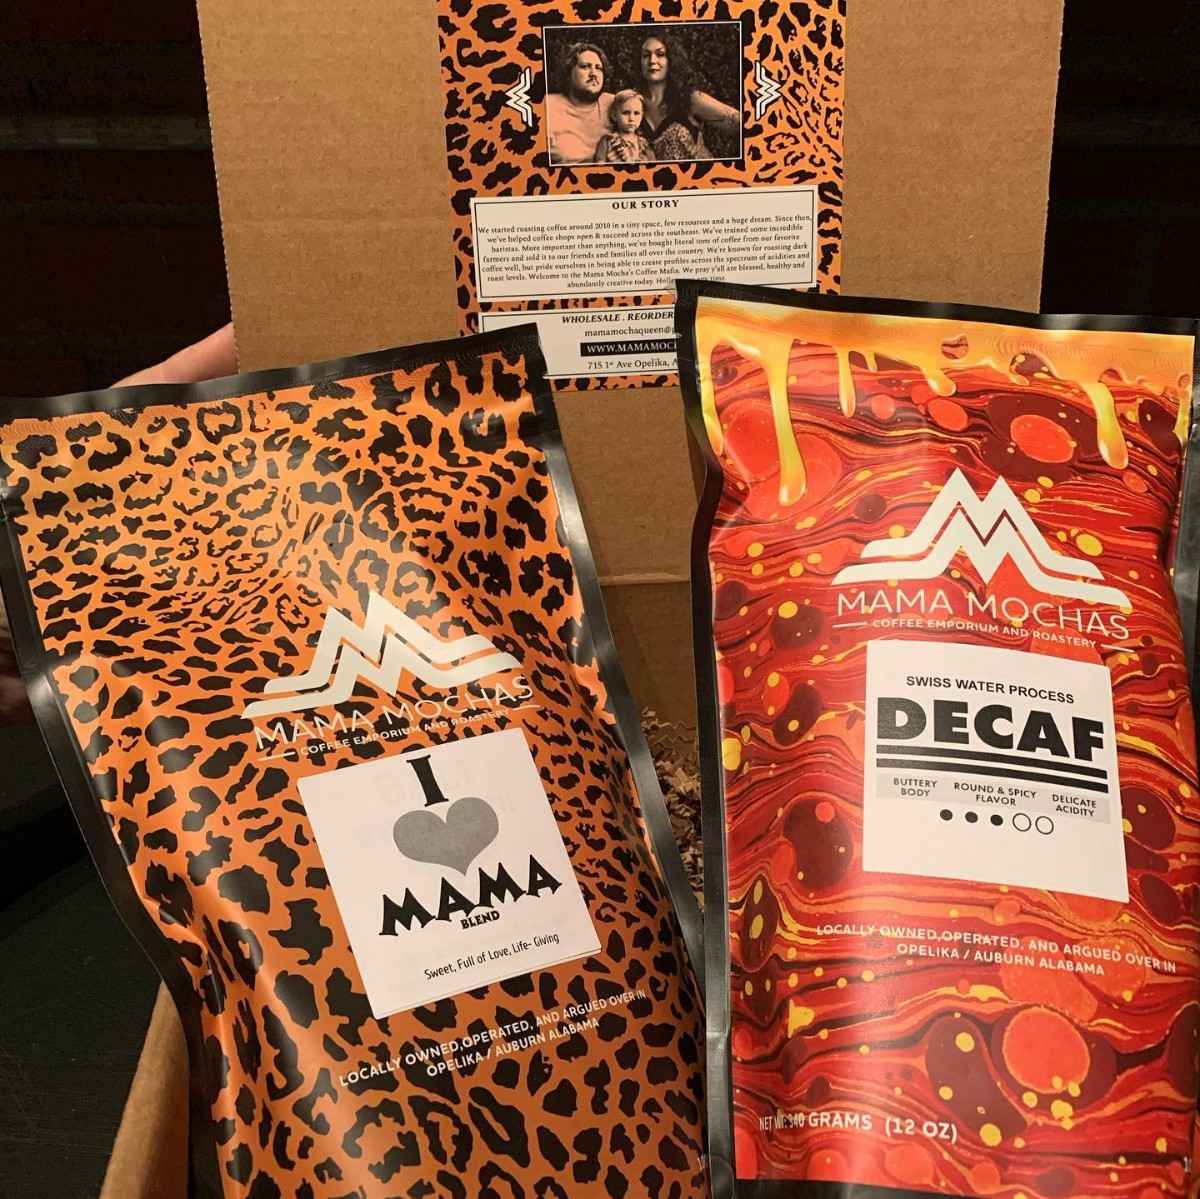 OUR STORY
We started roasting coffee around 2010 in a tiny space, few resources and a huge dream. Since then,
we've helped coffee shops open & succeed across the southeast. We've trained some incredible
baristas. More important than anything, we've bought literal tons of coffee from our favorite
farmers and sold it to our friends and families all over the country. We're known for roasting dark
coffee well, but pride ourselves in being able to create profiles across the spectrum of acidities and
roast levels. Welcome to the Mama Mocha's Coffee Mafia. We pray y'all are blessed, healthy and
abundantly creative today. time.
WHOLESALE . REORDER
mamamochaqueen@
WWW.MAMAMOC
715 1st Ave Opelika, A
MAMA MOCHAS
COFFEE EMPORIUM AND ROASTERY
I
MAMA
BLEND
Sweet, Full of Love, Life- Giving
LOCALLY OWNED,OPERATED, AND ARGUED OVER IN
OPELIKA / AUBURN ALABAMA
MAMA MOCHAS
COFFEE EMPORIUM AND ROASTERY
SWISS WATER PROCESS
DECAF
BUTTERY
BODY
ROUND & SPICY
FLAVOR
DELICATE
ACIDITY
LOCALLY OWNED,OPERATED, AND ARGUED OVER IN
OPELIKA / AUBURN ALABAMA
NET WT: 340 GRAMS (12 OZ)